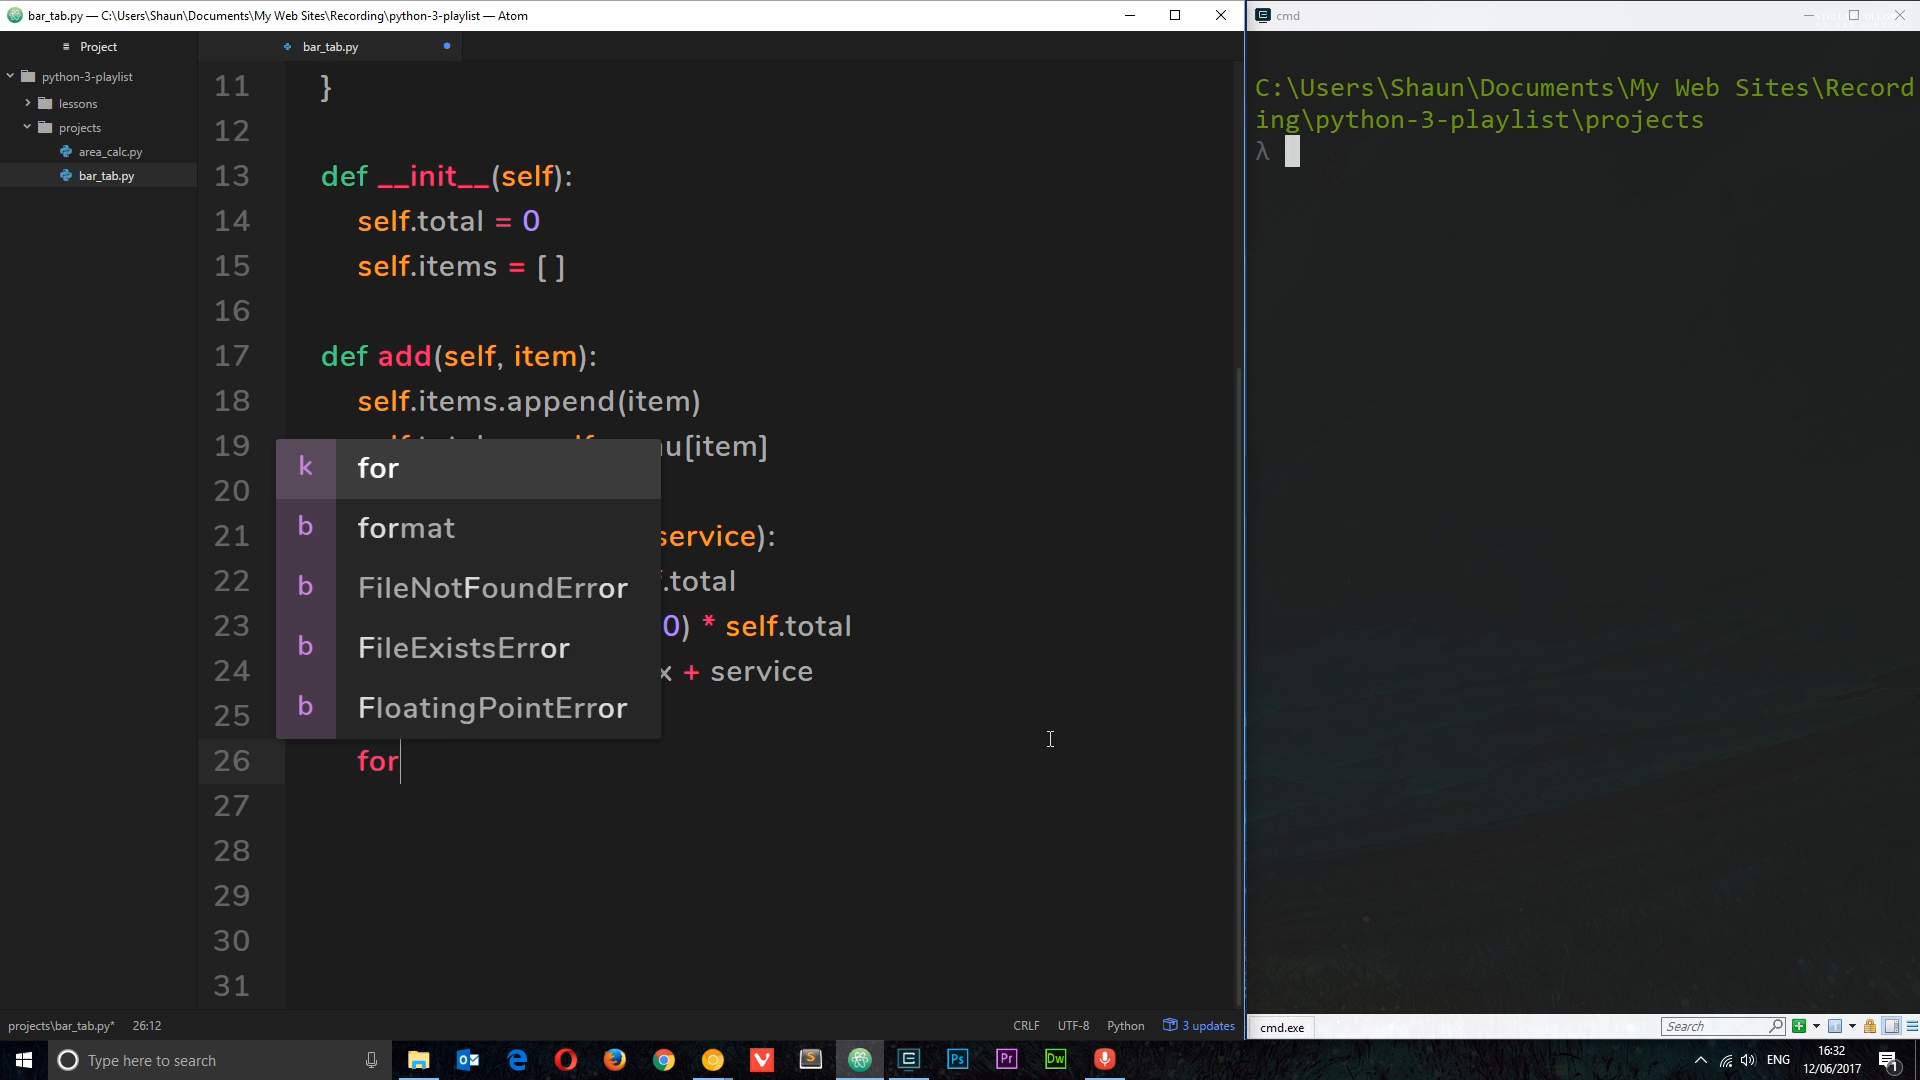 bar_tab.py — C:\Users\Shaun\Documents\My Web Sites\Recording\python-3-playlist — Atom
Project
python-3-playlist
lessons
projects
area_calc.py
bar_tab.py
bar_tab.py
11 }
12
13 def __init__(self):
14 self.total = 0
15 self.items = []
16
17 def add(self, item):
18 self.items.append(item)
19 u[item]
20
21 service):
22 .total
23 0) * self.total
24 x + service
25
26 for
27
28
29
30
31
k for
b format
b FileNotFoundError
b FileExistsError
b FloatingPointError
projects\bar_tab.py* 26:12
CRLF UTF-8 Python 3 updates
cmd
C:\Users\Shaun\Documents\My Web Sites\Record
ing\python-3-playlist\projects
λ
cmd.exe
Search
Type here to search
Ps Pr Dw
ENG
16:32
12/06/2017
1